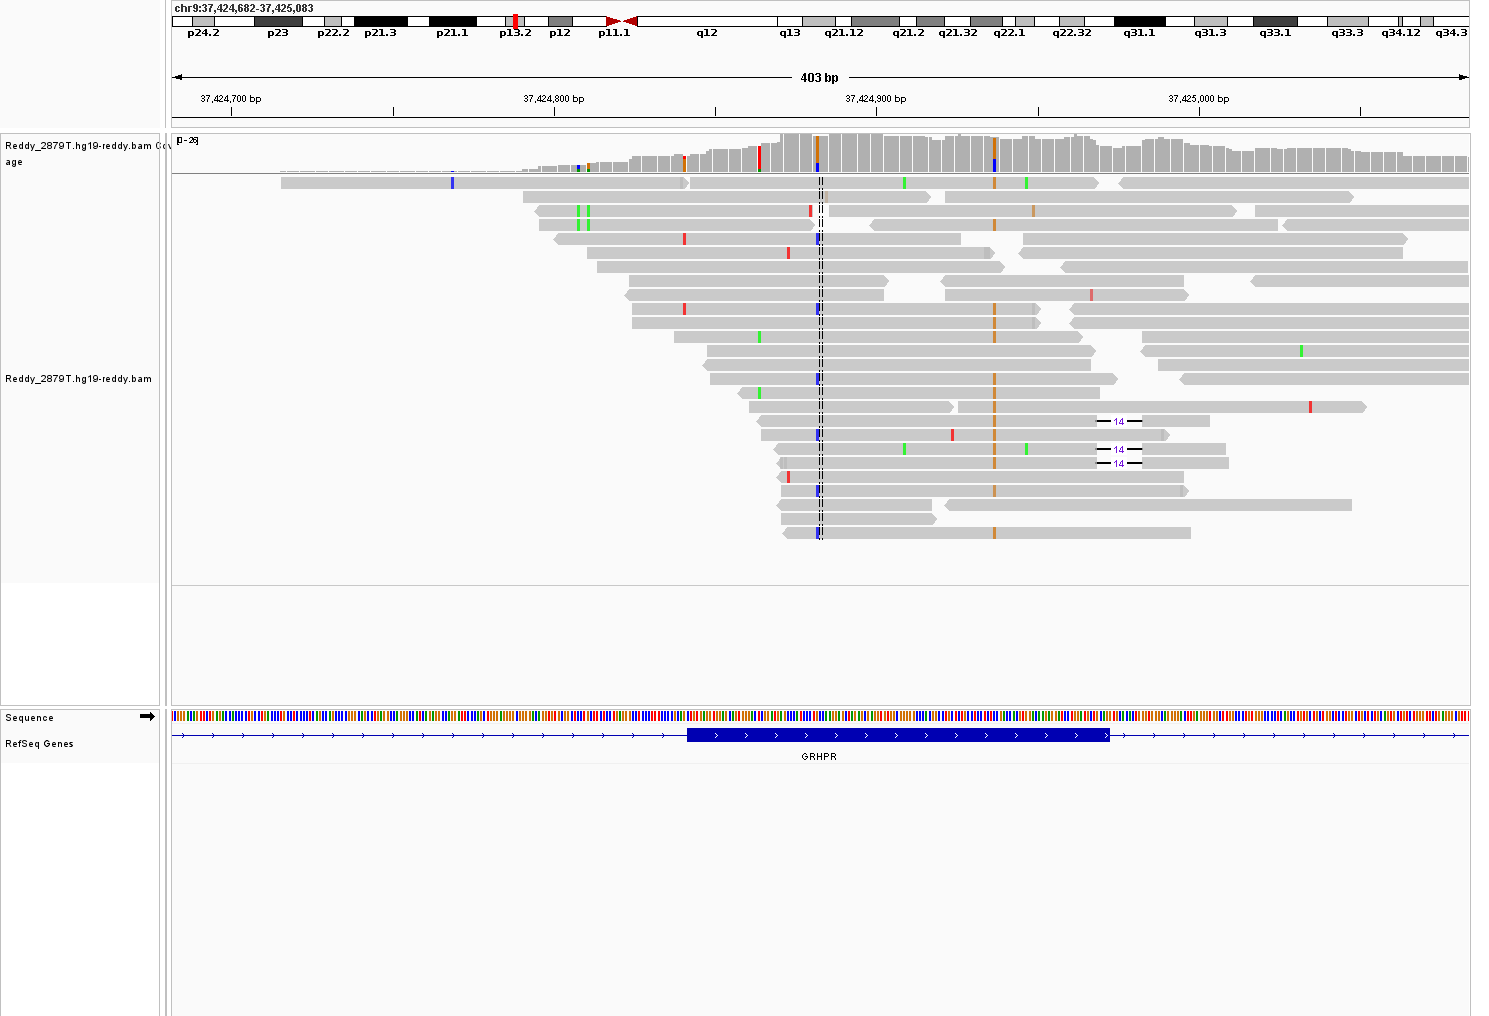 chr9:37,424,682-37,425,083
p24.2 p23 p22.2 p21.3 p21.1 p13.2 p12 p11.1 q12 q13 q21.12 q21.2 q21.32 q22.1 q22.32 q31.1 q31.3 q33.1 q33.3 q34.12 q34.3
403 bp
37,424,700 bp 37,424,800 bp 37,424,900 bp 37,425,000 bp
Reddy_2879T.hg19-reddy.bam Cov
age
[0-26]
Reddy_2879T.hg19-reddy.bam
14
14
14
Sequence
RefSeq Genes
GRHPR